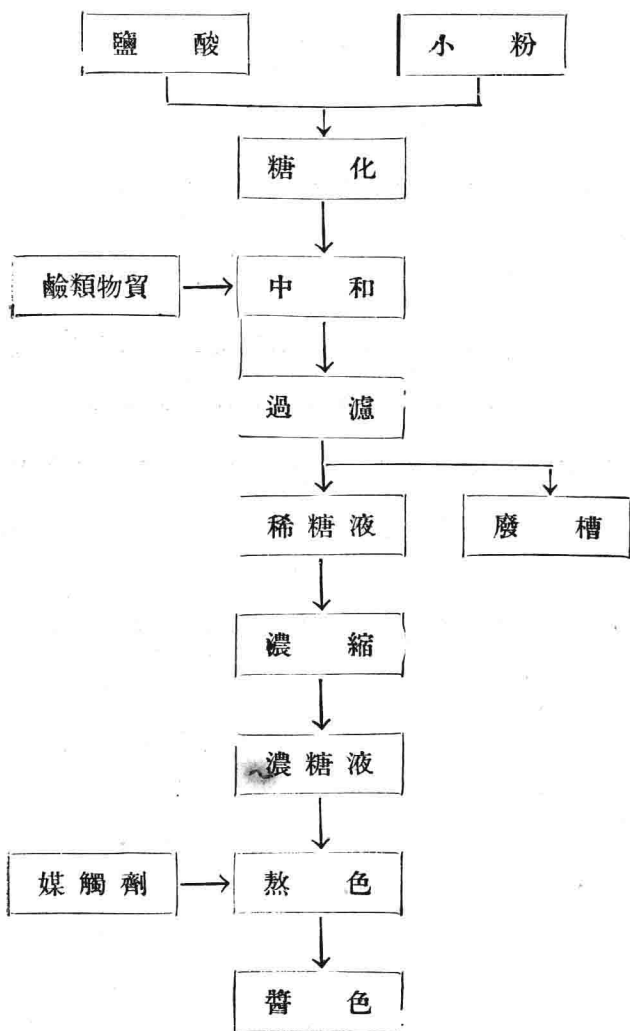 鹽酸 小粉
糖化
鹼類物質 中和
過濾
稀糖液 廢槽
濃縮
濃糖液
媒觸劑 熬色
醬色